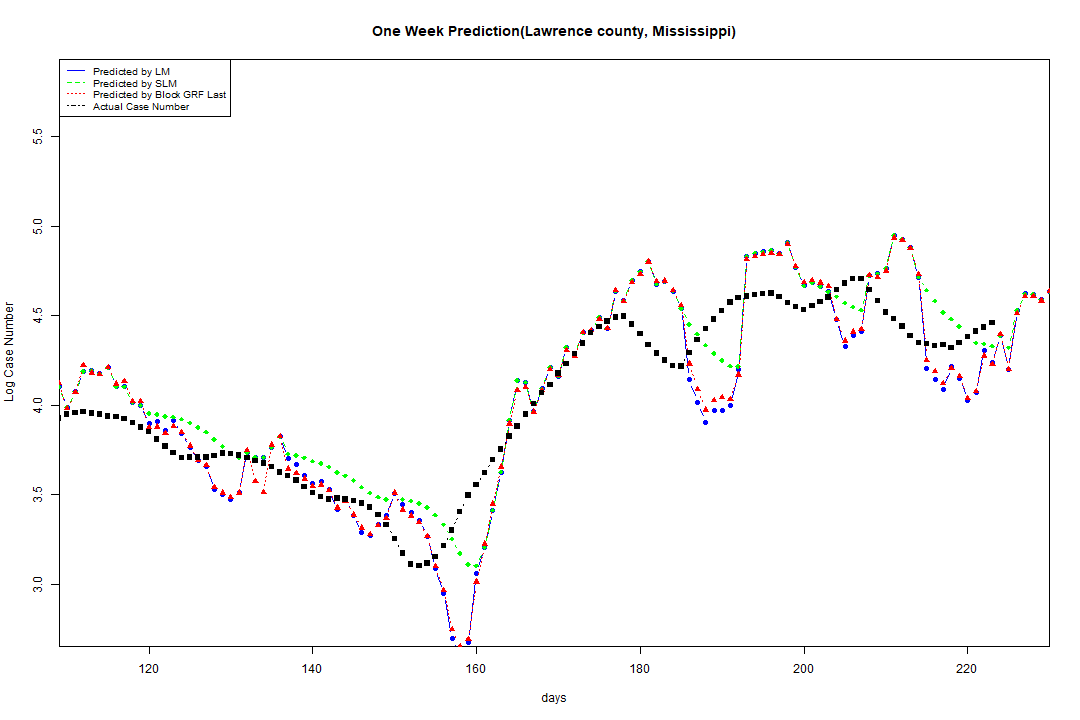 One Week Prediction(Lawrence county, Mississippi)
Predicted by LM
Predicted by SLM
Predicted by Block GRF Last
Actual Case Number
Log Case Number
5.5
5.0
4.5
4.0
3.5
3.0
120 140 160 180 200 220
days